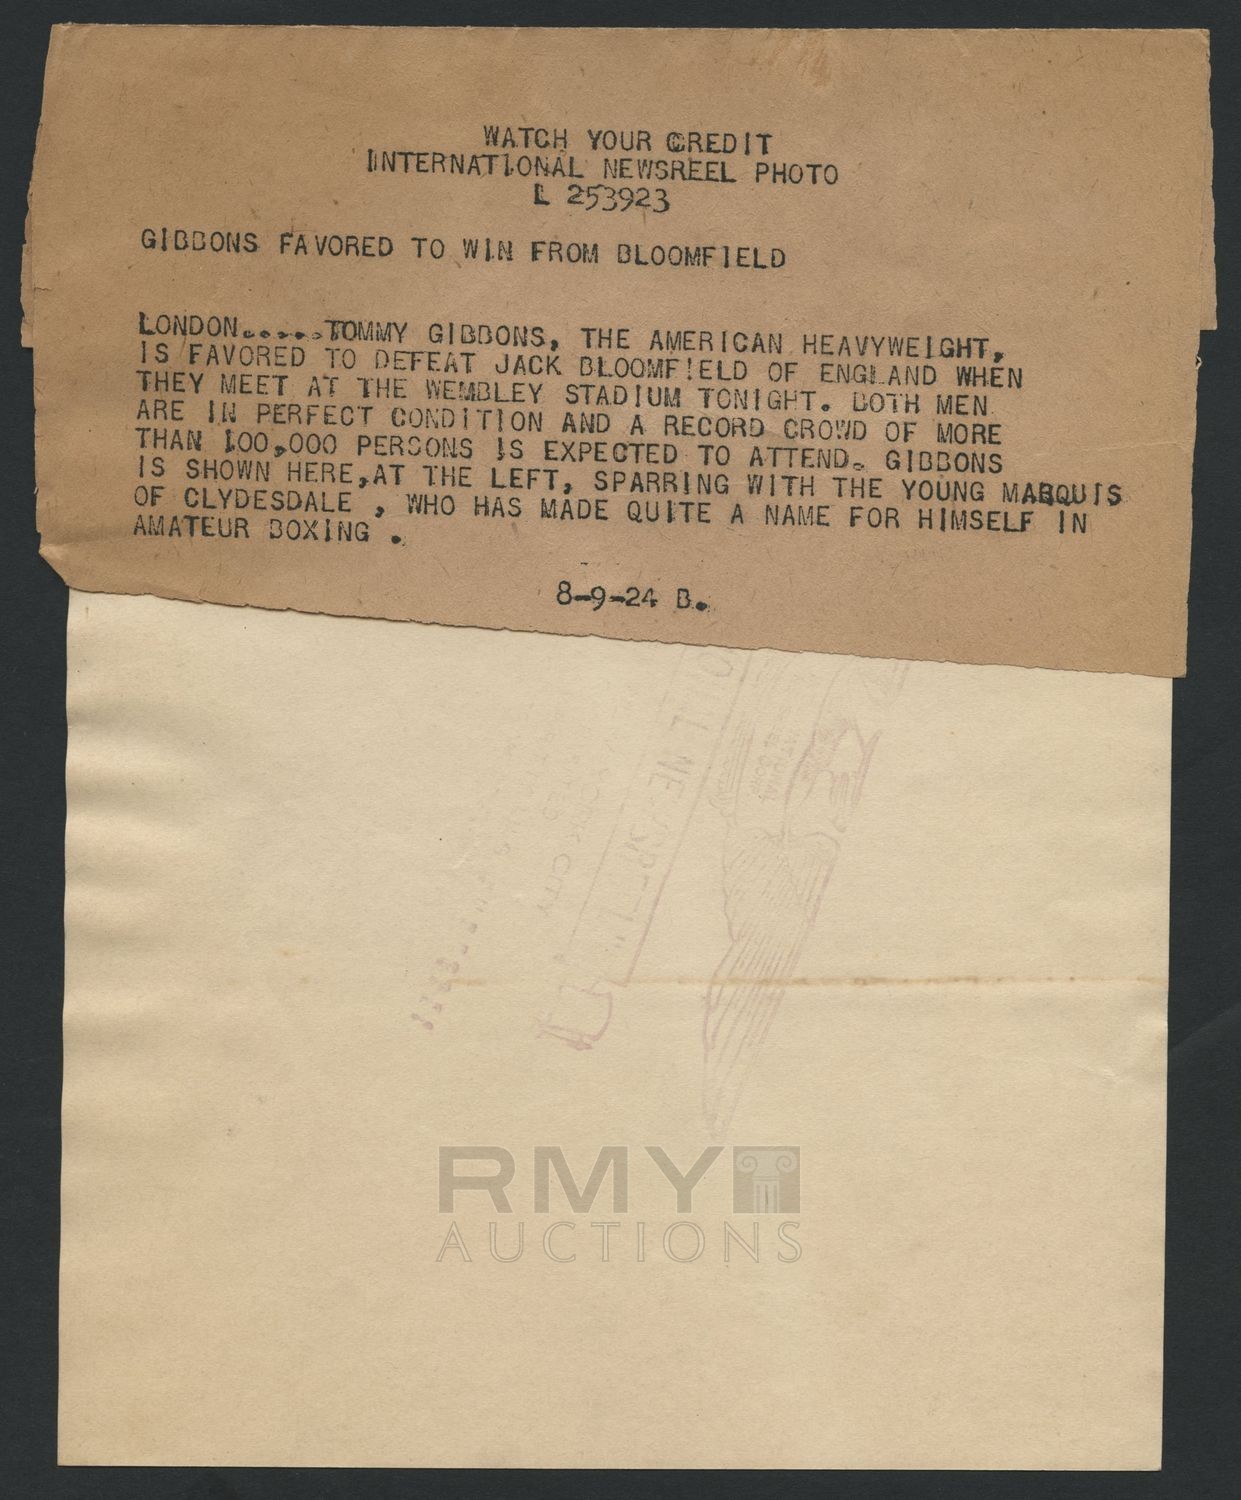 WATCH YOUR CREDIT
INTERNATIONAL NEWSREEL PHOTO
L 253923
GIBBONS FAVORED TO WIN FROM BLOOMFIELD
LONDON.....TOMMY GIBBONS, THE AMERICAN HEAVYWEIGHT,
IS FAVORED TO DEFEAT JACK BLOOMFIELD OF ENGLAND WHEN
THEY MEET AT THE WEMBLEY STADIUM TONIGHT. BOTH MEN
ARE IN PERFECT CONDITION AND A RECORD CROWD OF MORE
THAN 100,000 PERSONS IS EXPECTED TO ATTEND. GIBBONS
IS SHOWN HERE, AT THE LEFT, SPARRING WITH THE YOUNG MARQUIS
OF CLYDESDALE , WHO HAS MADE QUITE A NAME FOR HIMSELF IN
AMATEUR BOXING .
8-9-24 B.
RMY
AUCTIONS